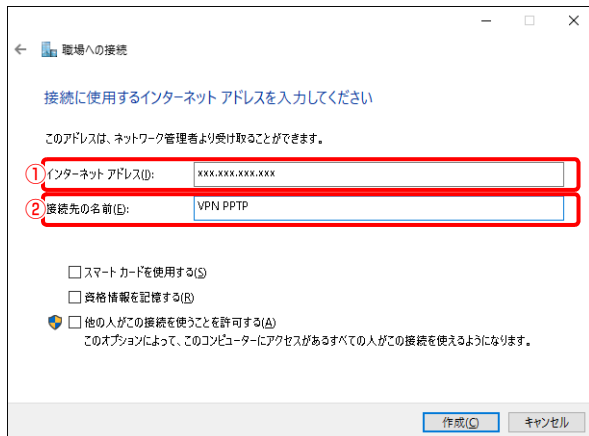 職場への接続
接続に使用するインターネット アドレスを入力してください
このアドレスは、ネットワーク管理者より受け取ることができます。
① インターネット アドレス(I): xxx.xxx.xxx.xxx
② 接続先の名前(E): VPN PPTP
スマート カードを使用する(S)
資格情報を記憶する(R)
他の人がこの接続を使うことを許可する(A)
このオプションによって、このコンピューターにアクセスがあるすべての人がこの接続を使えるようになります。
作成(C) キャンセル